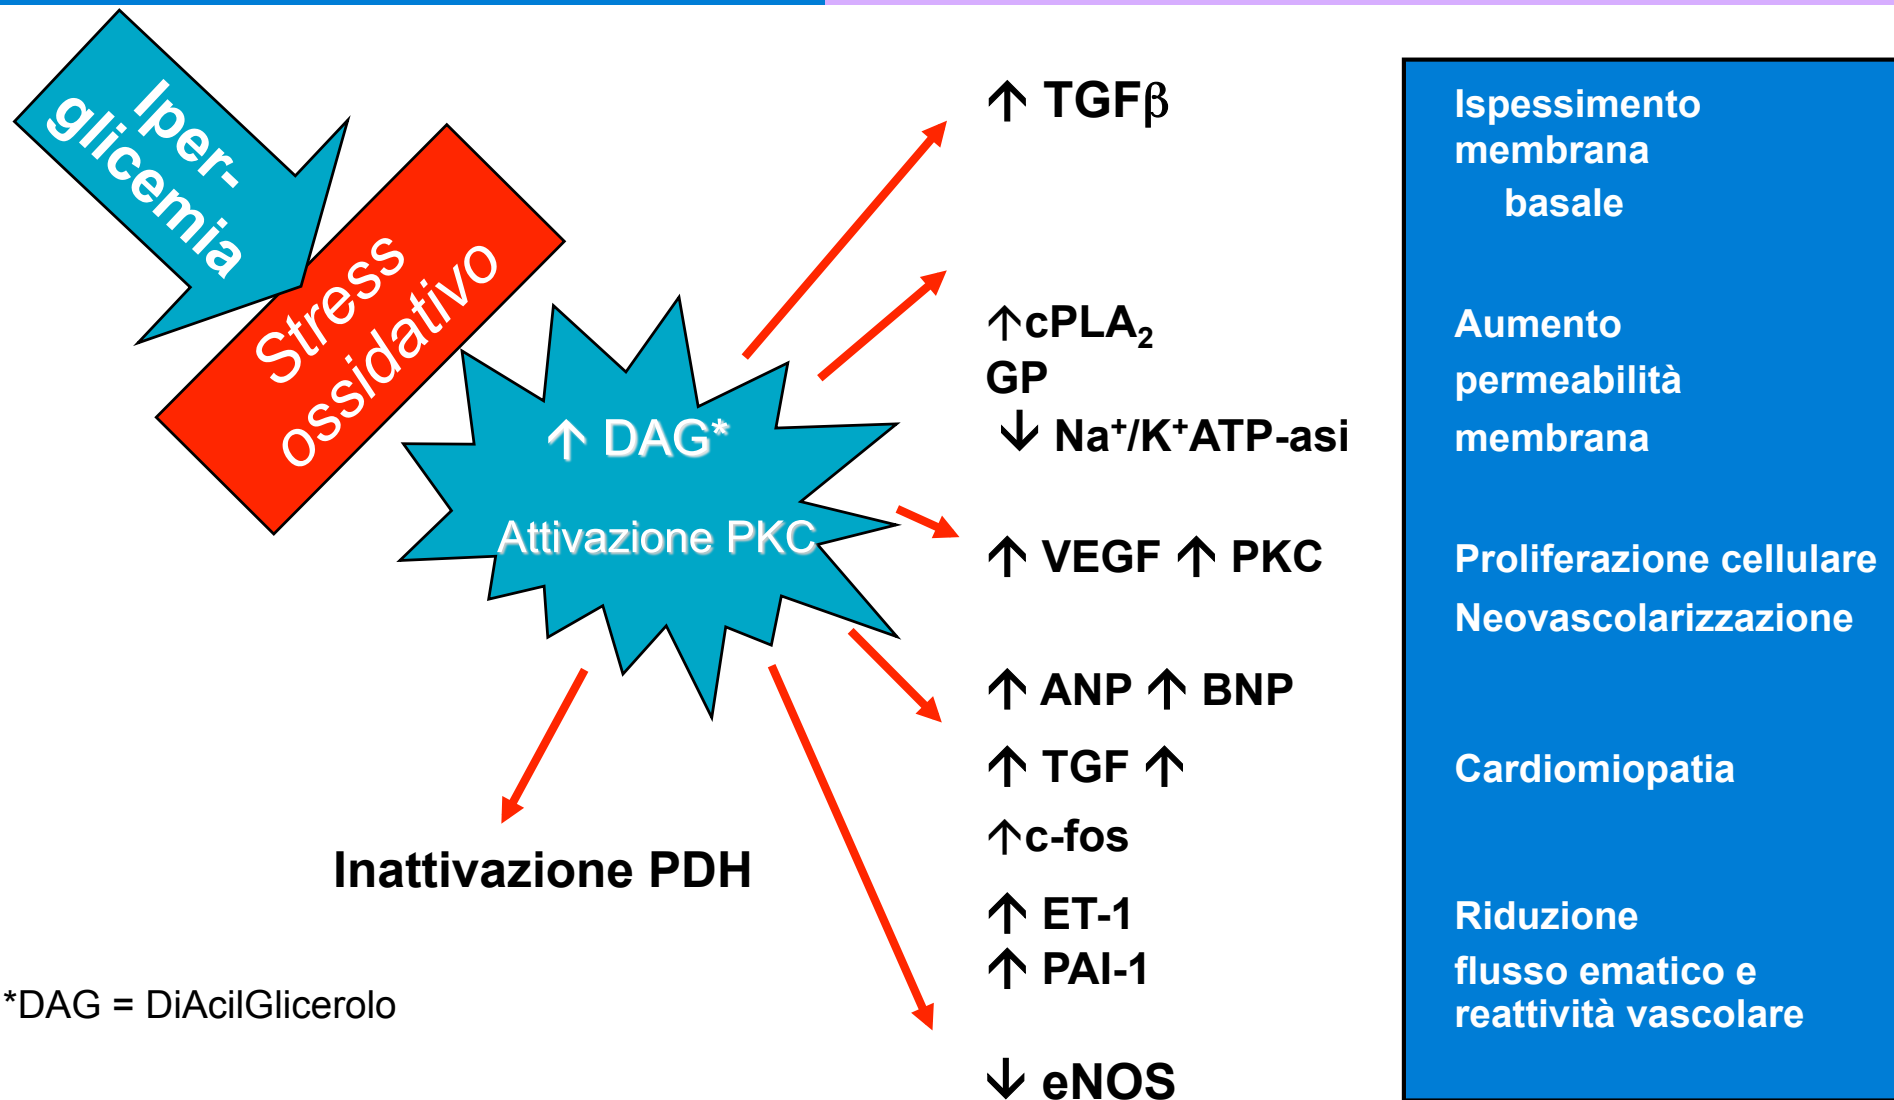 Iper-
glicemia
Stress
ossidativo
↑ DAG*
Attivazione PKC
Inattivazione PDH
*DAG = DiAcilGlicerolo
↑ TGFβ
↑cPLA₂
GP
↓ Na⁺/K⁺ATP-asi
↑ VEGF ↑ PKC
↑ ANP ↑ BNP
↑ TGF ↑
↑c-fos
↑ ET-1
↑ PAI-1
↓ eNOS
Ispessimento
membrana
basale
Aumento
permeabilità
membrana
Proliferazione cellulare
Neovascolarizzazione
Cardiomiopatia
Riduzione
flusso ematico e
reattività vascolare